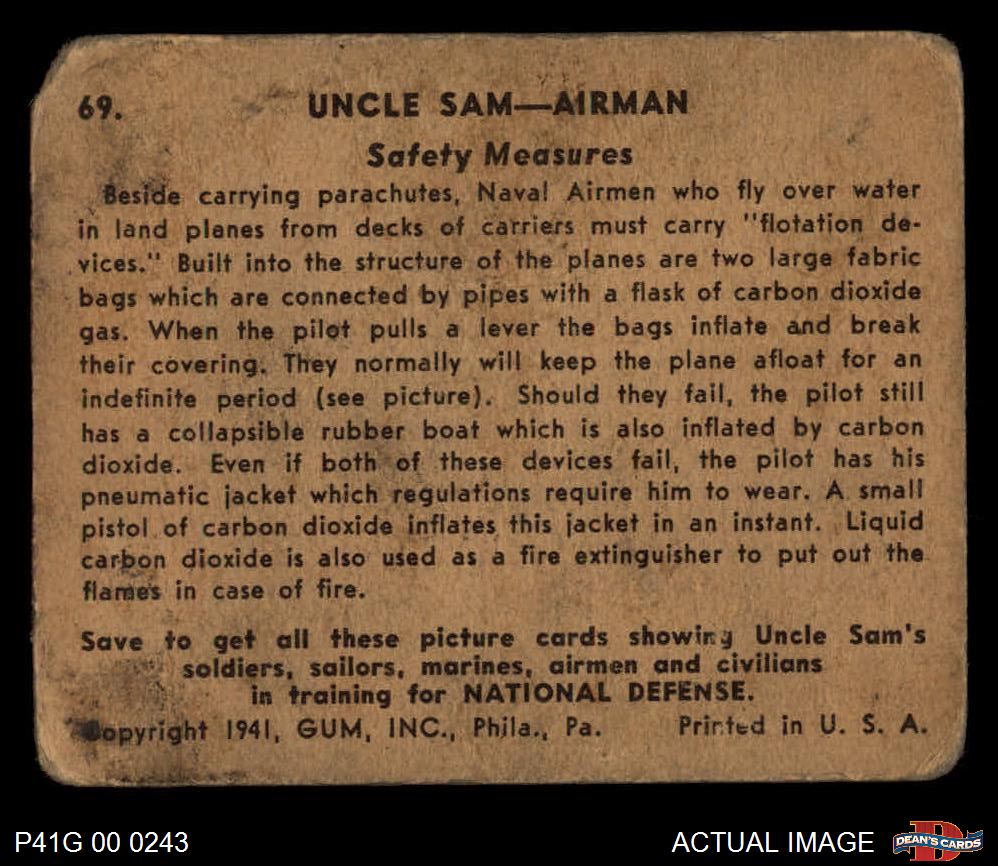 69. UNCLE SAM—AIRMAN
Safety Measures
Beside carrying parachutes, Naval Airmen who fly over water
in land planes from decks of carriers must carry "flotation de-
vices." Built into the structure of the planes are two large fabric
bags which are connected by pipes with a flask of carbon dioxide
gas. When the pilot pulls a lever the bags inflate and break
their covering. They normally will keep the plane afloat for an
indefinite period (see picture). Should they fail, the pilot still
has a collapsible rubber boat which is also inflated by carbon
dioxide. Even if both of these devices fail, the pilot has his
pneumatic jacket which regulations require him to wear. A small
pistol of carbon dioxide inflates this jacket in an instant. Liquid
carbon dioxide is also used as a fire extinguisher to put out the
flames in case of fire.
Save to get all these picture cards showing Uncle Sam's
soldiers, sailors, marines, airmen and civilians
in training for NATIONAL DEFENSE.
Copyright 1941, GUM, INC., Phila., Pa. Printed in U. S. A.
P41G 00 0243 ACTUAL IMAGE DEAN'S CARDS